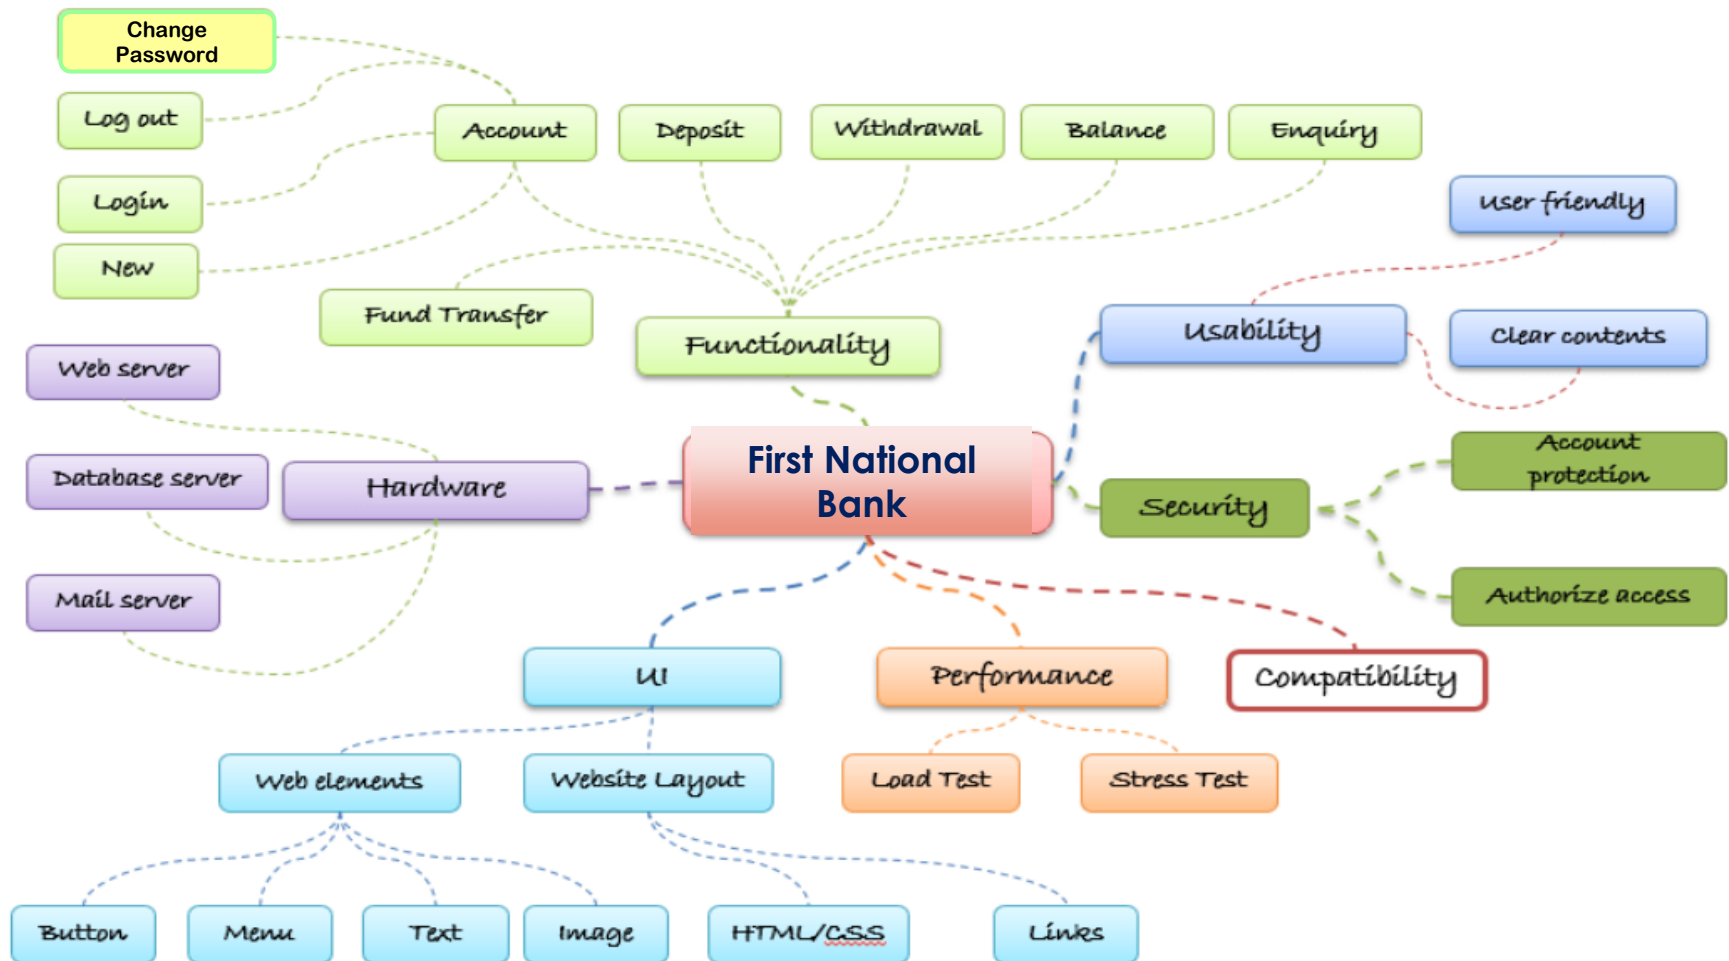 Change
Password
Log out
Account
Deposit
Withdrawal
Balance
Enquiry
Login
User friendly
New
Fund Transfer
Functionality
Usability
Clear contents
Web server
First National
Bank
Account
protection
Database server
Hardware
Security
Mail server
Authorize access
UI
Performance
Compatibility
Web elements
Website Layout
Load Test
Stress Test
Button
Menu
Text
Image
HTML/CSS
Links